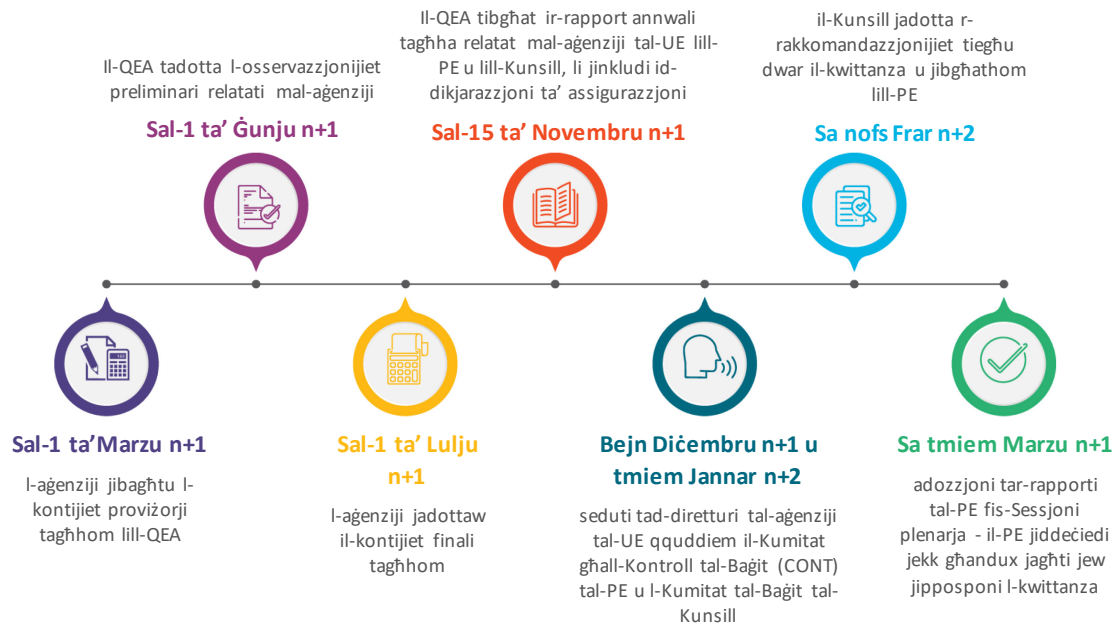 Il-QEA tadotta l-osservazzjonijiet
preliminari relatati mal-aġenziji
Sal-1 ta’ Ġunju n+1
Il-QEA tibgħat ir-rapport annwali
tagħha relatat mal-aġenziji tal-UE lill-
PE u lill-Kunsill, li jinkludi id-
dikjarazzjoni ta’ assigurazzjoni
Sal-15 ta’ Novembru n+1
il-Kunsill jadotta r-
rakkomandazzjonijiet tiegħu
dwar il-kwittanza u jibgħathom
lill-PE
Sa nofs Frar n+2
Sal-1 ta’Marzu n+1
l-aġenziji jibagħtu l-
kontijiet proviżorji
tagħhom lill-QEA
Sal-1 ta’ Lulju
n+1
l-aġenziji jadottaw
il-kontijiet finali
tagħhom
Bejn Diċembru n+1 u
tmiem Jannar n+2
seduti tad-diretturi tal-aġenziji
tal-UE qquddiem il-Kumitat
għall-Kontroll tal-Baġit (CONT)
tal-PE u l-Kumitat tal-Baġit tal-
Kunsill
Sa tmiem Marzu n+1
adozzjoni tar-rapporti
tal-PE fis-Sessjoni
plenarja - il-PE jiddeċiedi
jekk għandux jagħti jew
jipposponi l-kwittanza